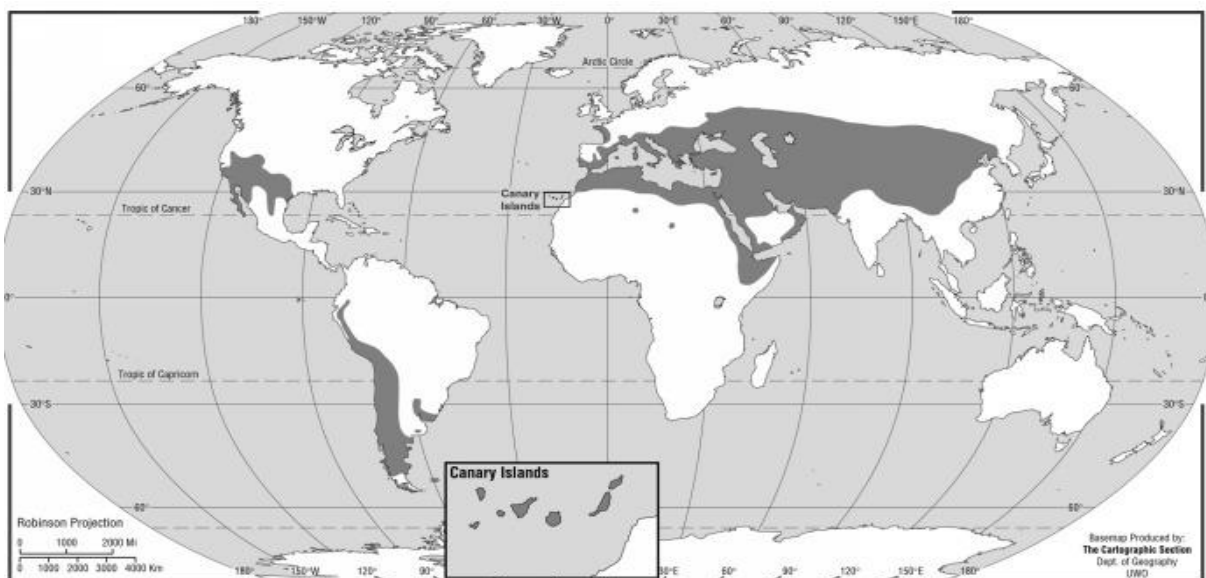 180° 150°W 120° 90° 60° 30°W 0° 30°E 60° 90° 120° 150°E 180°
Arctic Circle
60° 60°
30°N 30°N
Canary
Islands
Tropic of Cancer
0°
Tropic of Capricorn
30°S 30°S
Canary Islands
60° 60°
Robinson Projection
0 1000 2000 Mi
0 1000 2000 3000 4000 Km
Basemap Produced by:
The Cartographic Section
Dept. of Geography
UWO
180° 150°W 120° 90° 0° 30°E 60° 90° 120° 150°E 180°